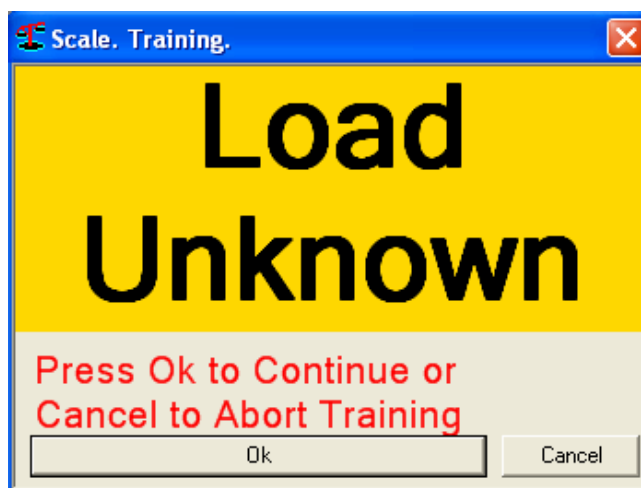 Scale. Training.
Load
Unknown
Press Ok to Continue or
Cancel to Abort Training
Ok
Cancel